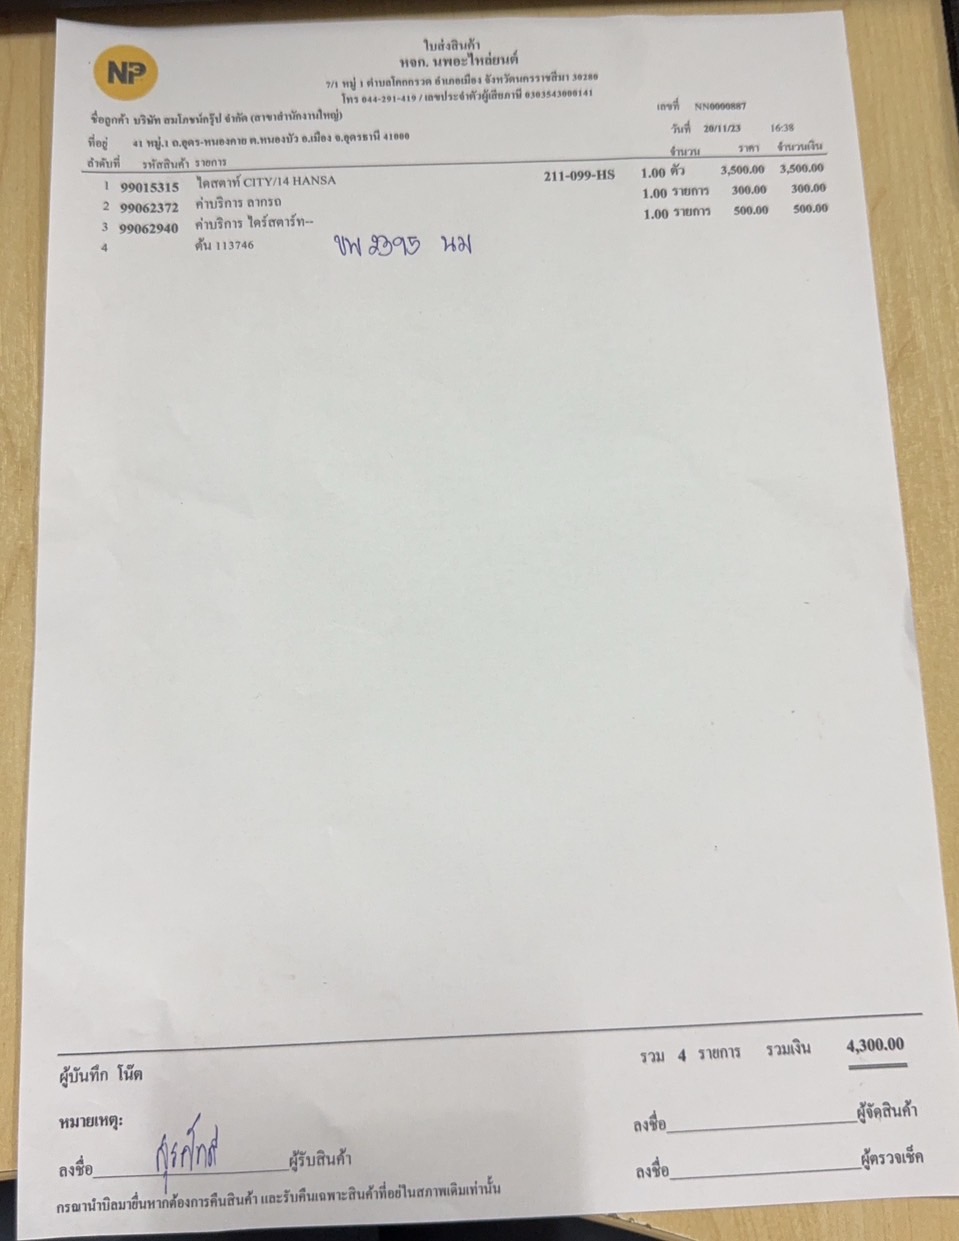 NP
ใบส่งสินค้า
หจก. นพอะไหล่ยนต์
7/1 หมู่ 1 ตำบลโคกกรวด อำเภอเมือง จังหวัดนครราชสีมา 30280
โทร 044-291-419 / เลขประจำตัวผู้เสียภาษี 0303543000141
เลขที่ NN0000887
ชื่อลูกค้า บริษัท สมโภชน์กรุ๊ป จำกัด (สาขาสำนักงานใหญ่)
วันที่ 20/11/23 16:38
ที่อยู่ 41 หมู่.1 ถ.อุดร-หนองคาย ต.หนองบัว อ.เมือง จ.อุดรธานี 41000
ลำดับที่ รหัสสินค้า รายการ จำนวน ราคา จำนวนเงิน
1 99015315 ไดสตาท์ CITY/14 HANSA 211-099-HS 1.00 ตัว 3,500.00 3,500.00
2 99062372 ค่าบริการ ลากรถ 1.00 รายการ 300.00 300.00
3 99062940 ค่าบริการ ไดร์สตาร์ท-- 1.00 รายการ 500.00 500.00
4 คัน 113746 ขพ 2395 นม
รวม 4 รายการ รวมเงิน 4,300.00
ผู้บันทึก โน๊ต
หมายเหตุ:
ลงชื่อ ผู้จัดสินค้า
ลงชื่อ ผู้รับสินค้า
ลงชื่อ ผู้ตรวจเช็ค
กรุณานำบิลมายื่นหากต้องการคืนสินค้า และรับคืนเฉพาะสินค้าที่อยู่ในสภาพเดิมเท่านั้น